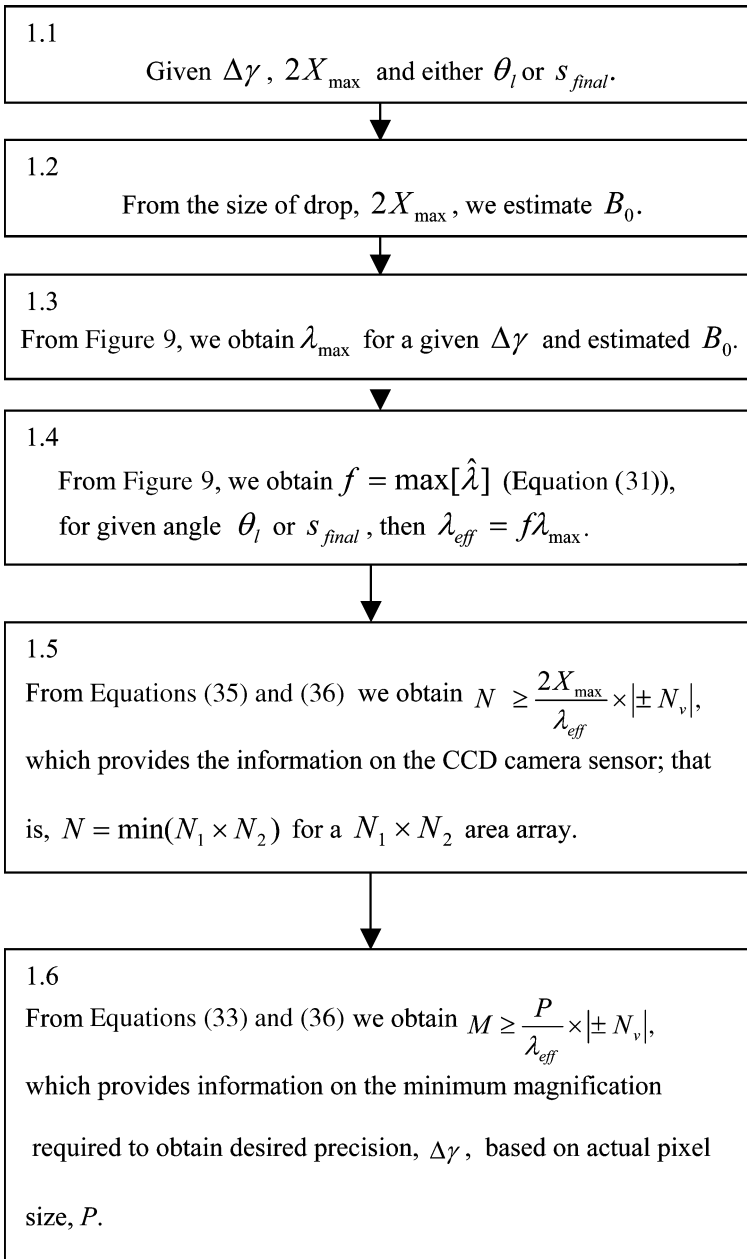 1.1
Given Δγ, 2X_max and either θ_l or s_final.
1.2
From the size of drop, 2X_max, we estimate B_0.
1.3
From Figure 9, we obtain λ_max for a given Δγ and estimated B_0.
1.4
From Figure 9, we obtain f = max[λ̂] (Equation (31)),
for given angle θ_l or s_final, then λ_eff = fλ_max.
1.5
From Equations (35) and (36) we obtain N ≥ 2X_max/λ_eff × |± N_v|,
which provides the information on the CCD camera sensor; that
is, N = min(N_1 × N_2) for a N_1 × N_2 area array.
1.6
From Equations (33) and (36) we obtain M ≥ P/λ_eff × |± N_v|,
which provides information on the minimum magnification
required to obtain desired precision, Δγ, based on actual pixel
size, P.